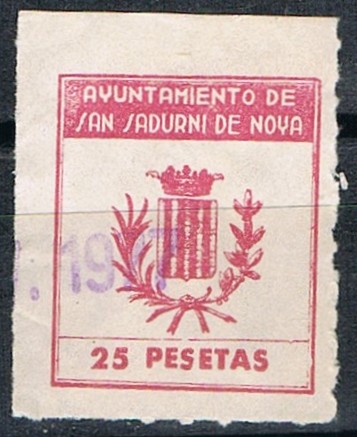 AYUNTAMIENTO DE
SAN SADURNI DE NOYA
25 PESETAS